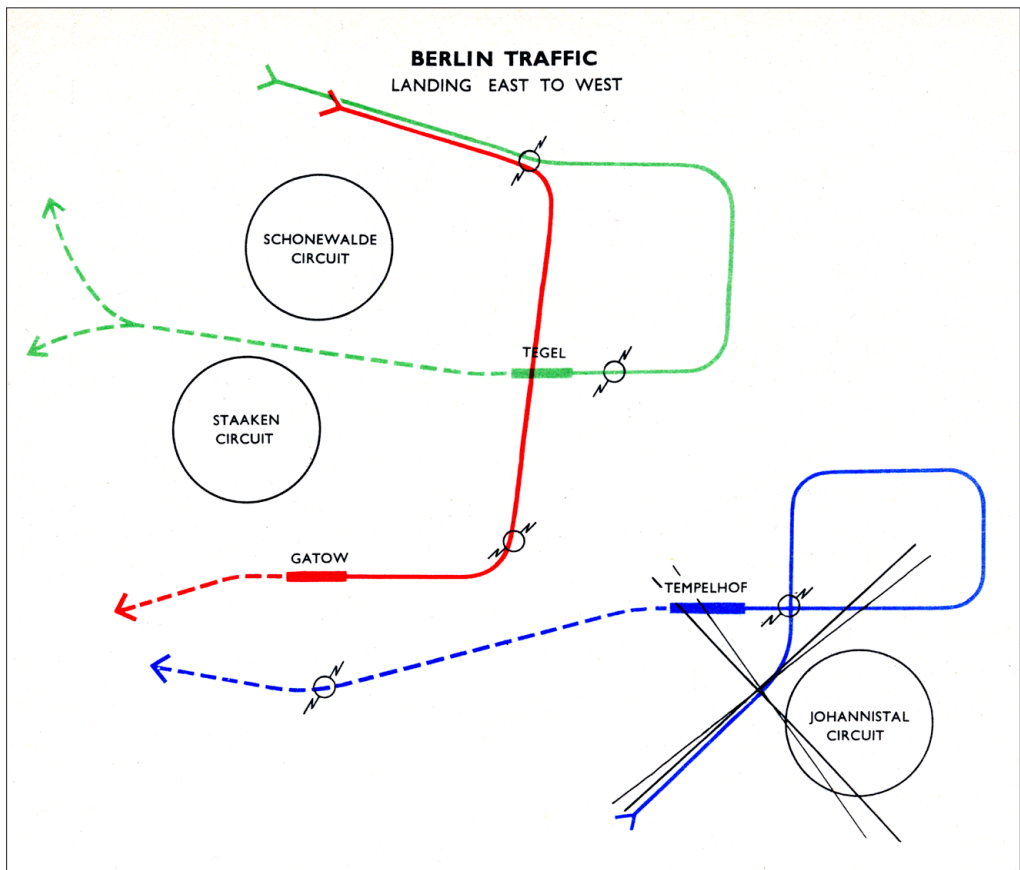 BERLIN TRAFFIC
LANDING EAST TO WEST
SCHONEWALDE
CIRCUIT
TEGEL
STAAKEN
CIRCUIT
GATOW
TEMPELHOF
JOHANNISTAL
CIRCUIT